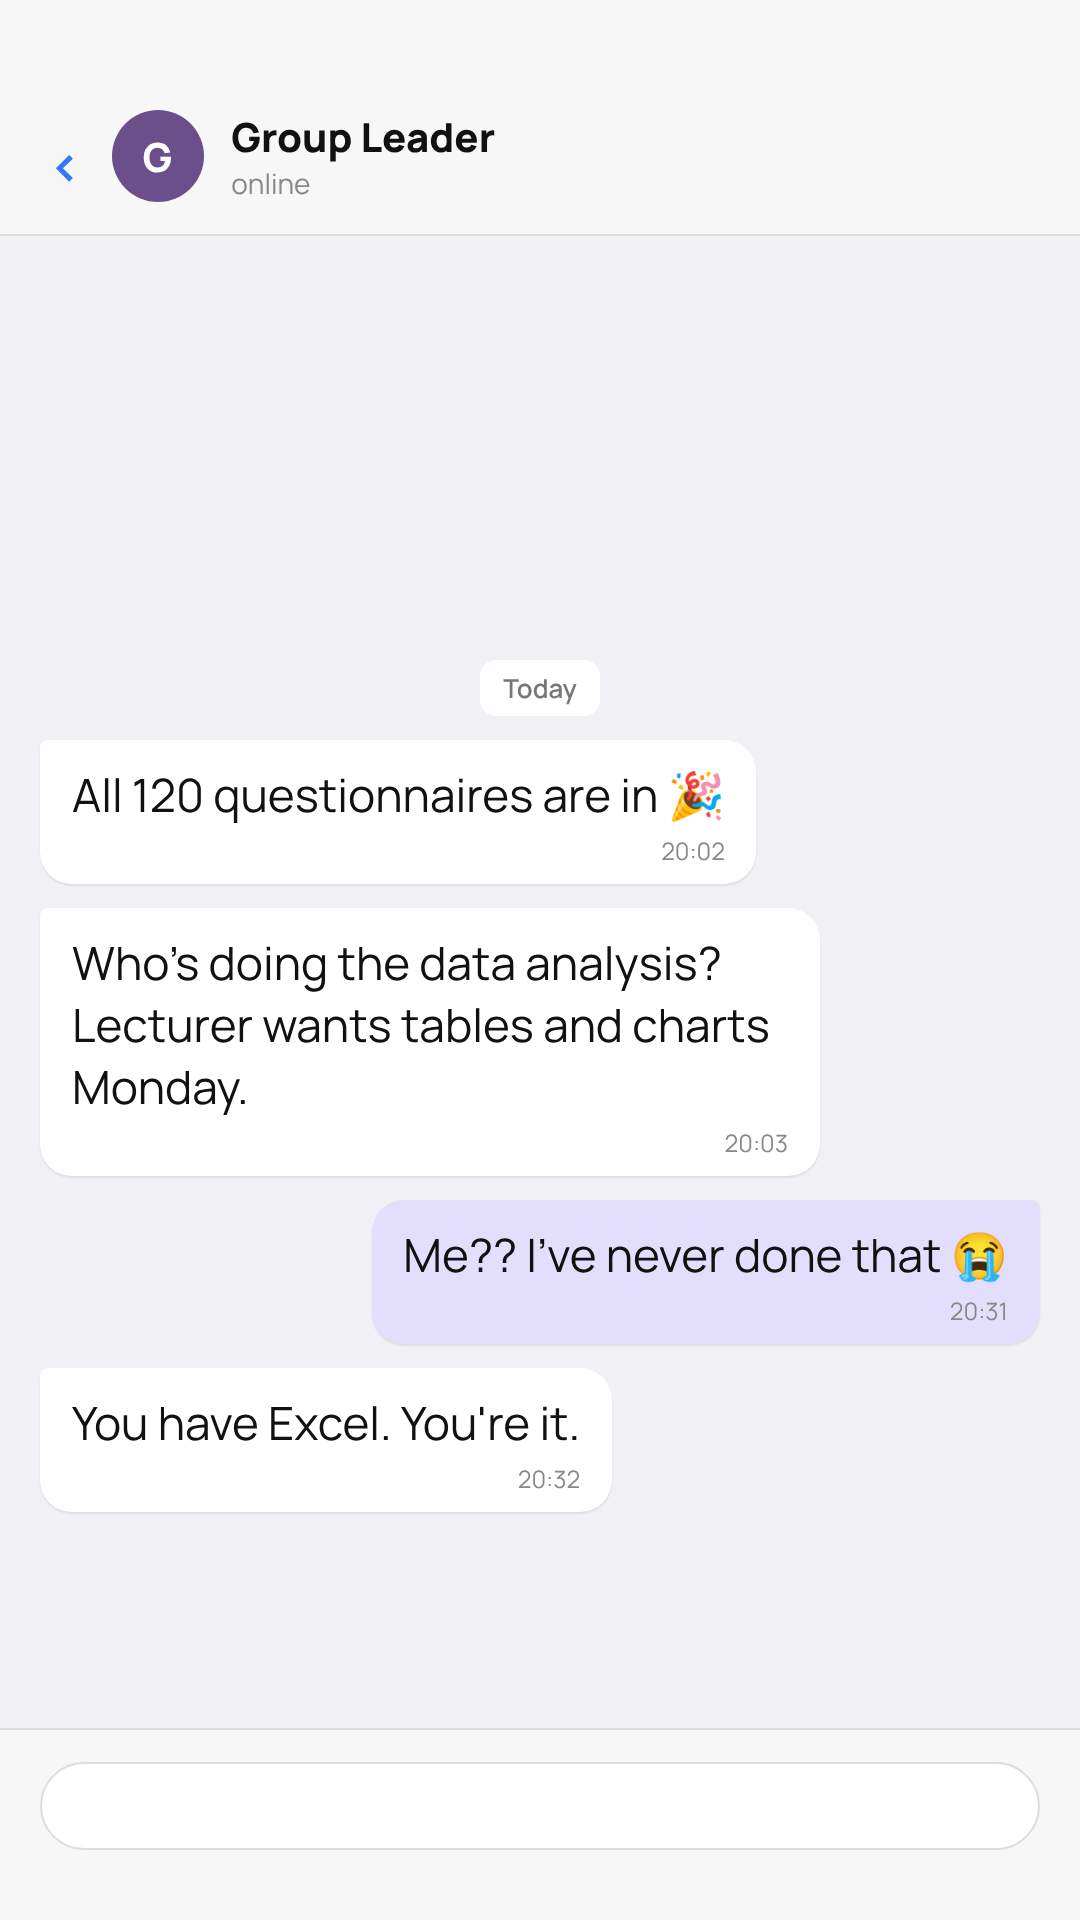 G
Group Leader
online
Today
All 120 questionnaires are in 🎉
20:02
Who’s doing the data analysis?
Lecturer wants tables and charts
Monday.
20:03
Me?? I’ve never done that 😭
20:31
You have Excel. You're it.
20:32